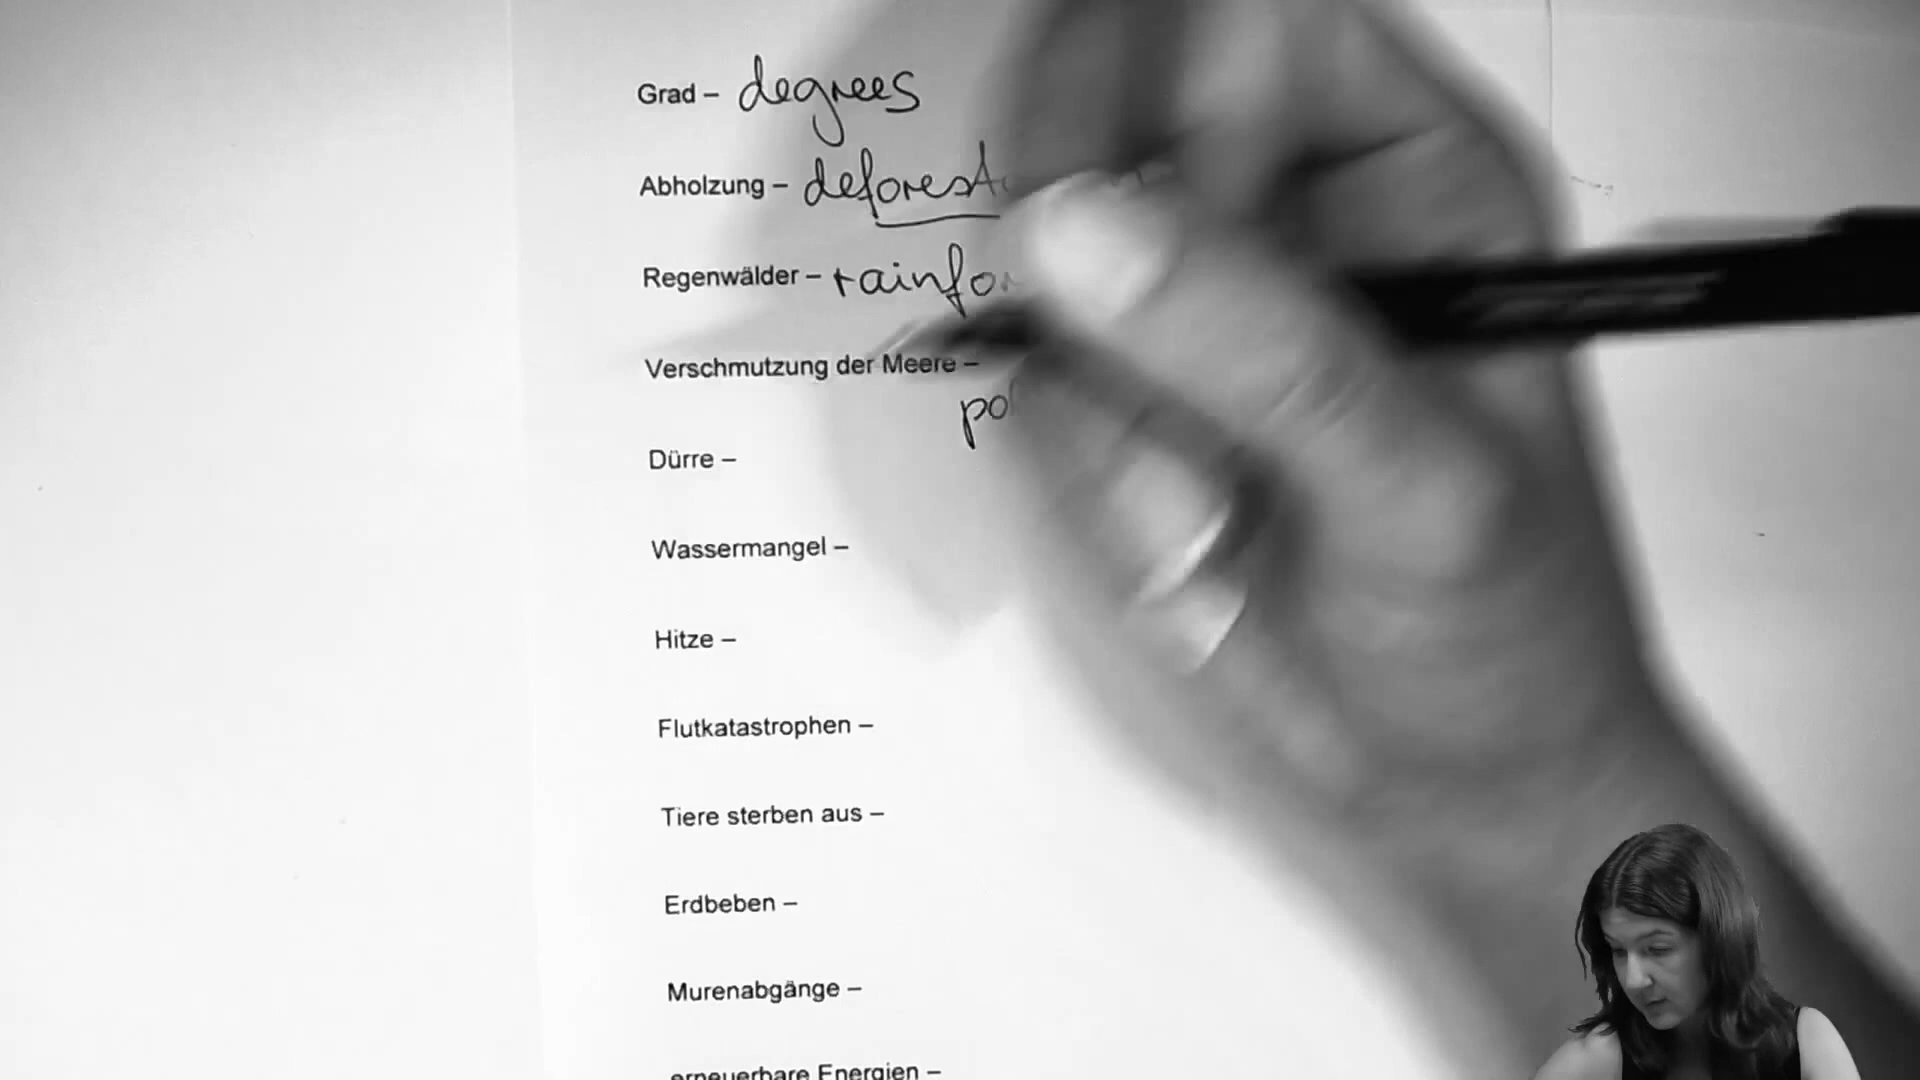 Grad – degrees
Abholzung – deforest
Regenwälder – rainfo
Verschmutzung der Meere –
po
Dürre –
Wassermangel –
Hitze –
Flutkatastrophen –
Tiere sterben aus –
Erdbeben –
Murenabgänge –
erneuerbare Energien –